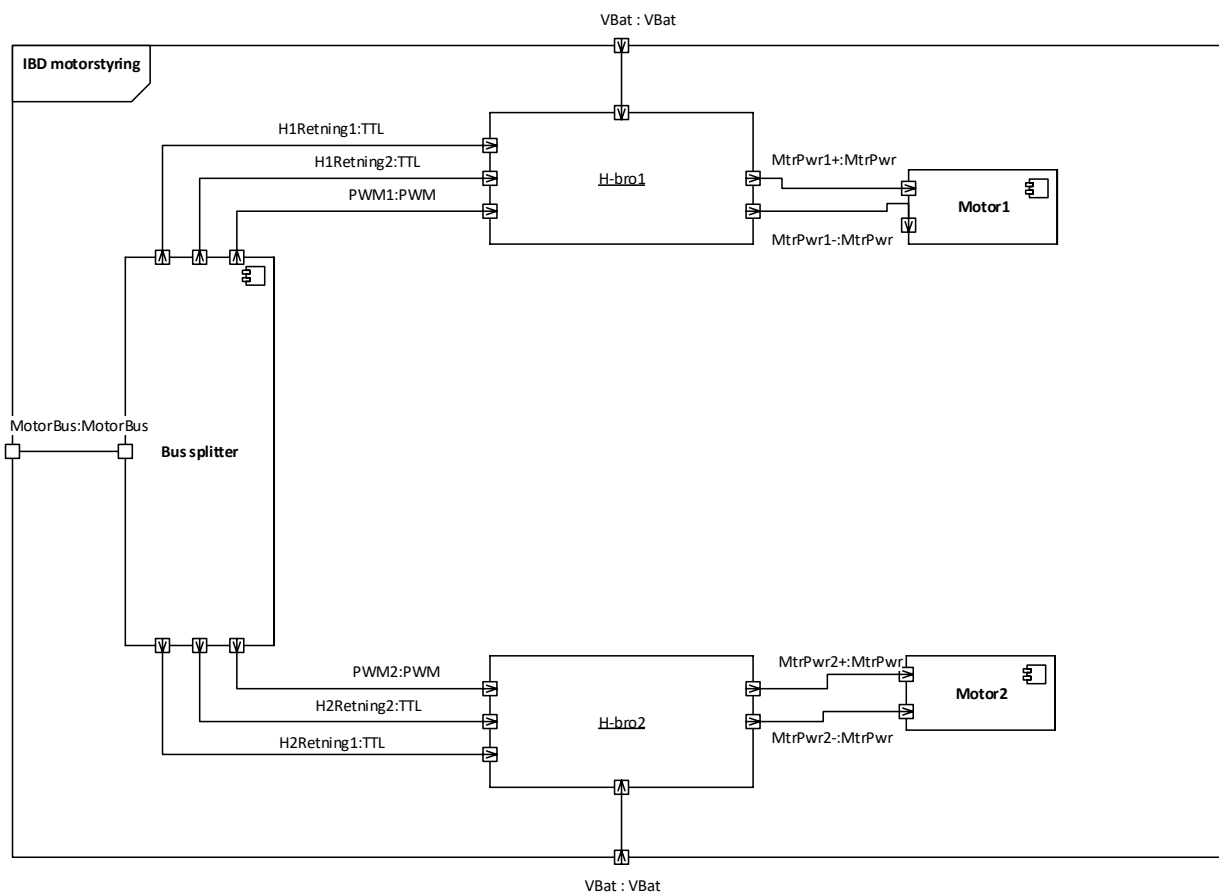 VBat : VBat
IBD motorstyring
H1Retning1:TTL
H1Retning2:TTL
PWM1:PWM
H-bro1
MtrPwr1+:MtrPwr
Motor1
MtrPwr1-:MtrPwr
MotorBus:MotorBus
Bus splitter
PWM2:PWM
H2Retning2:TTL
H2Retning1:TTL
H-bro2
MtrPwr2+:MtrPwr
Motor2
MtrPwr2-:MtrPwr
VBat : VBat